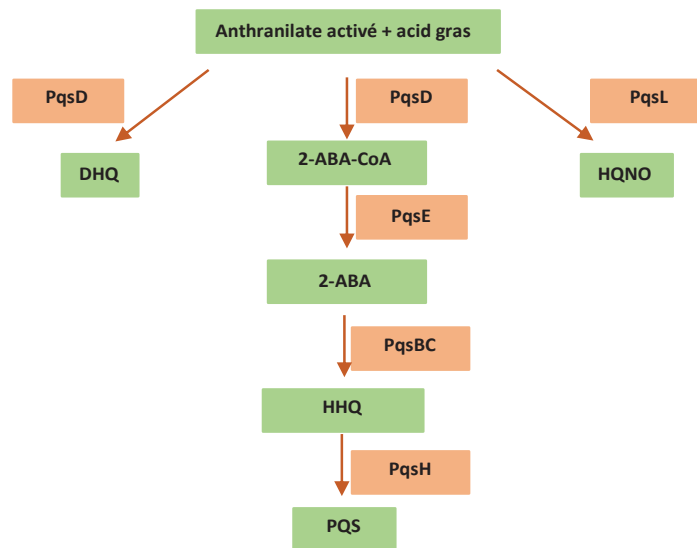 Anthranilate activé + acid gras
PqsD
PqsD
PqsL
DHQ
2-ABA-CoA
HQNO
PqsE
2-ABA
PqsBC
HHQ
PqsH
PQS